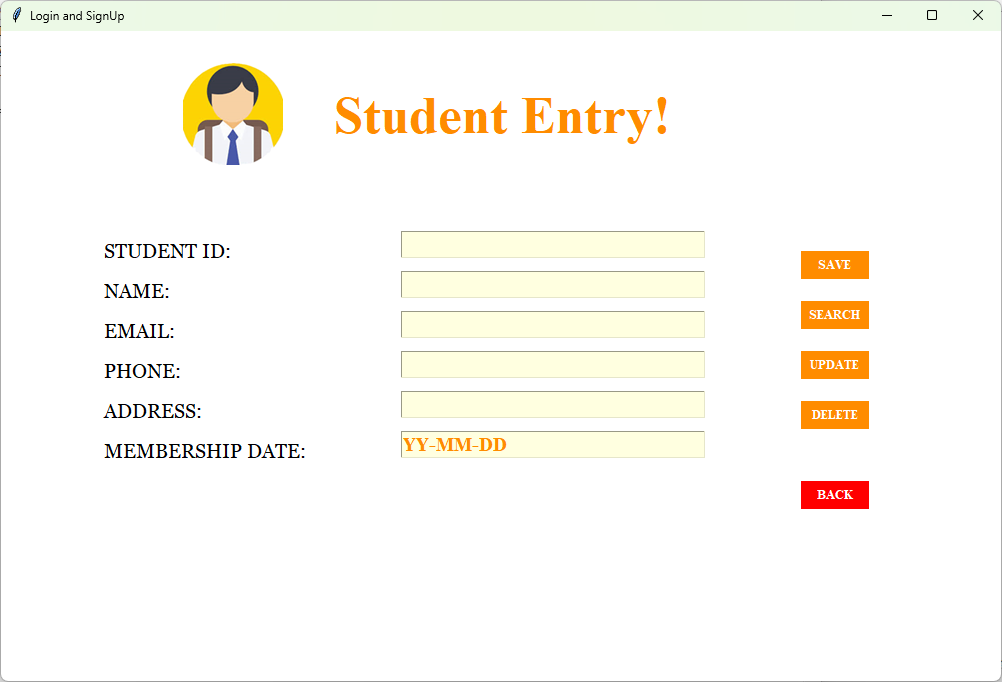 Login and SignUp
Student Entry!
STUDENT ID:
SAVE
NAME:
SEARCH
EMAIL:
PHONE:
UPDATE
ADDRESS:
DELETE
MEMBERSHIP DATE: YY-MM-DD
BACK